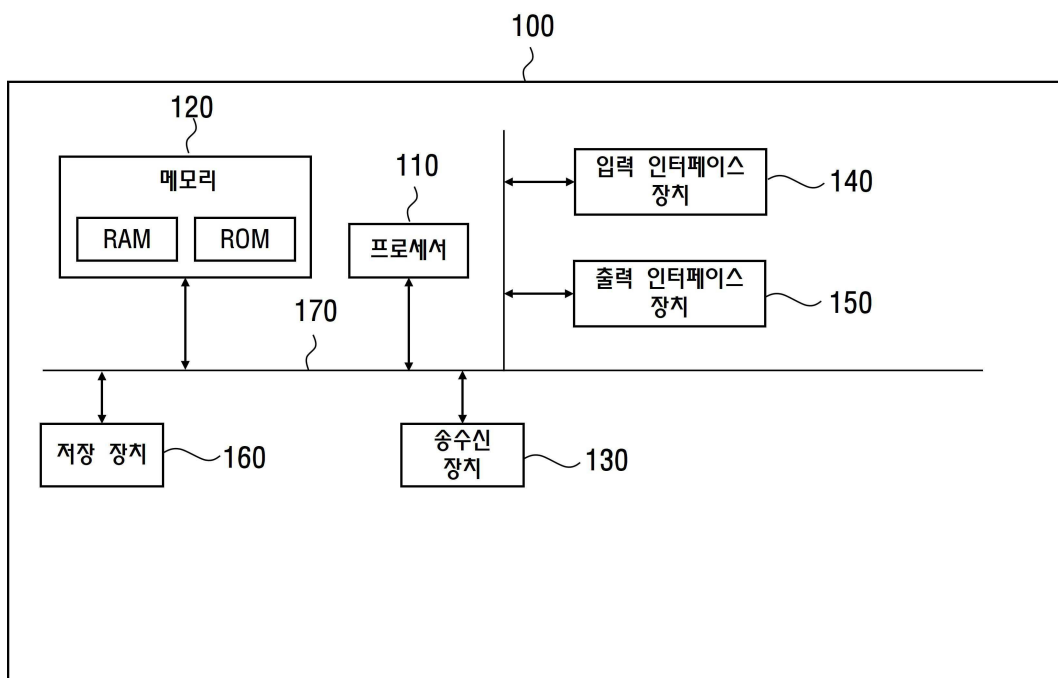 100
120
메모리
RAM ROM
110
프로세서
입력 인터페이스
장치
140
출력 인터페이스
장치
150
170
저장 장치
160
송수신
장치
130